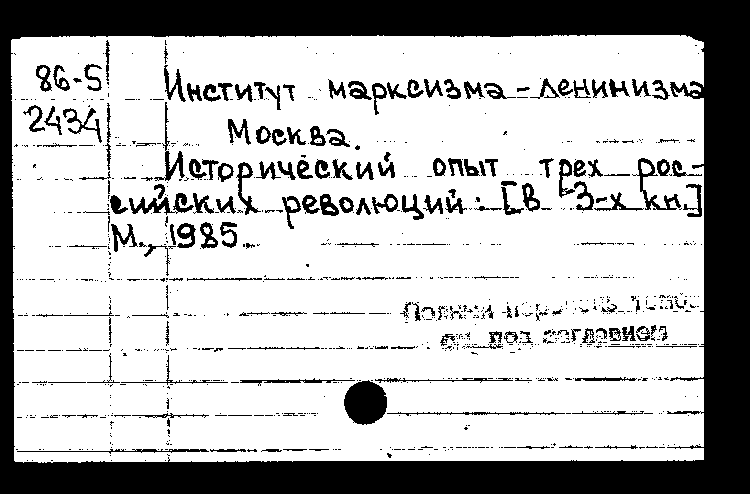 86-5 Институт марксизма-ленинизма
2434 Москва.
Исторический опыт трех рос-
сийских революций: [В 3-х кн.]
М., 1985.
Полный перечень томов
см. под заглавием